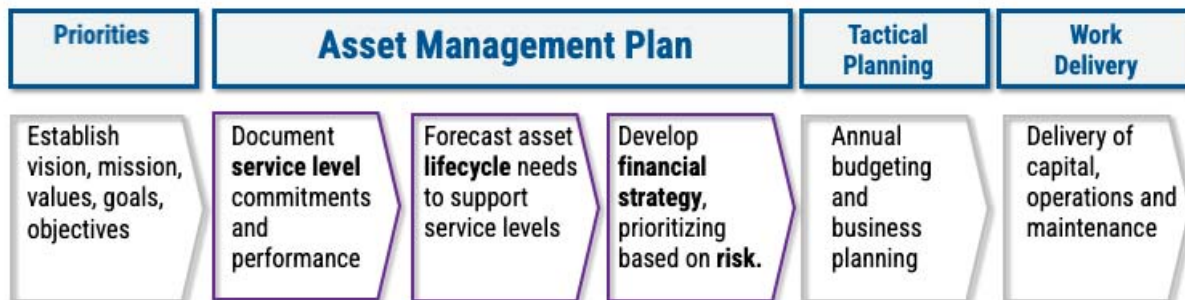 Priorities
Asset Management Plan
Tactical
Planning
Work
Delivery
Establish
vision, mission,
values, goals,
objectives
Document
service level
commitments
and
performance
Forecast asset
lifecycle needs
to support
service levels
Develop
financial
strategy,
prioritizing
based on risk.
Annual
budgeting
and
business
planning
Delivery of
capital,
operations and
maintenance